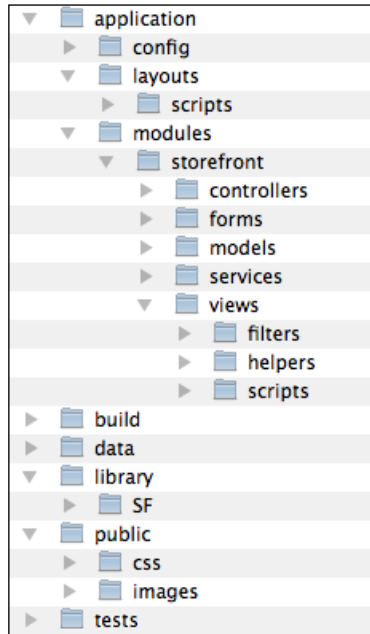 application
config
layouts
scripts
modules
storefront
controllers
forms
models
services
views
filters
helpers
scripts
build
data
library
SF
public
css
images
tests